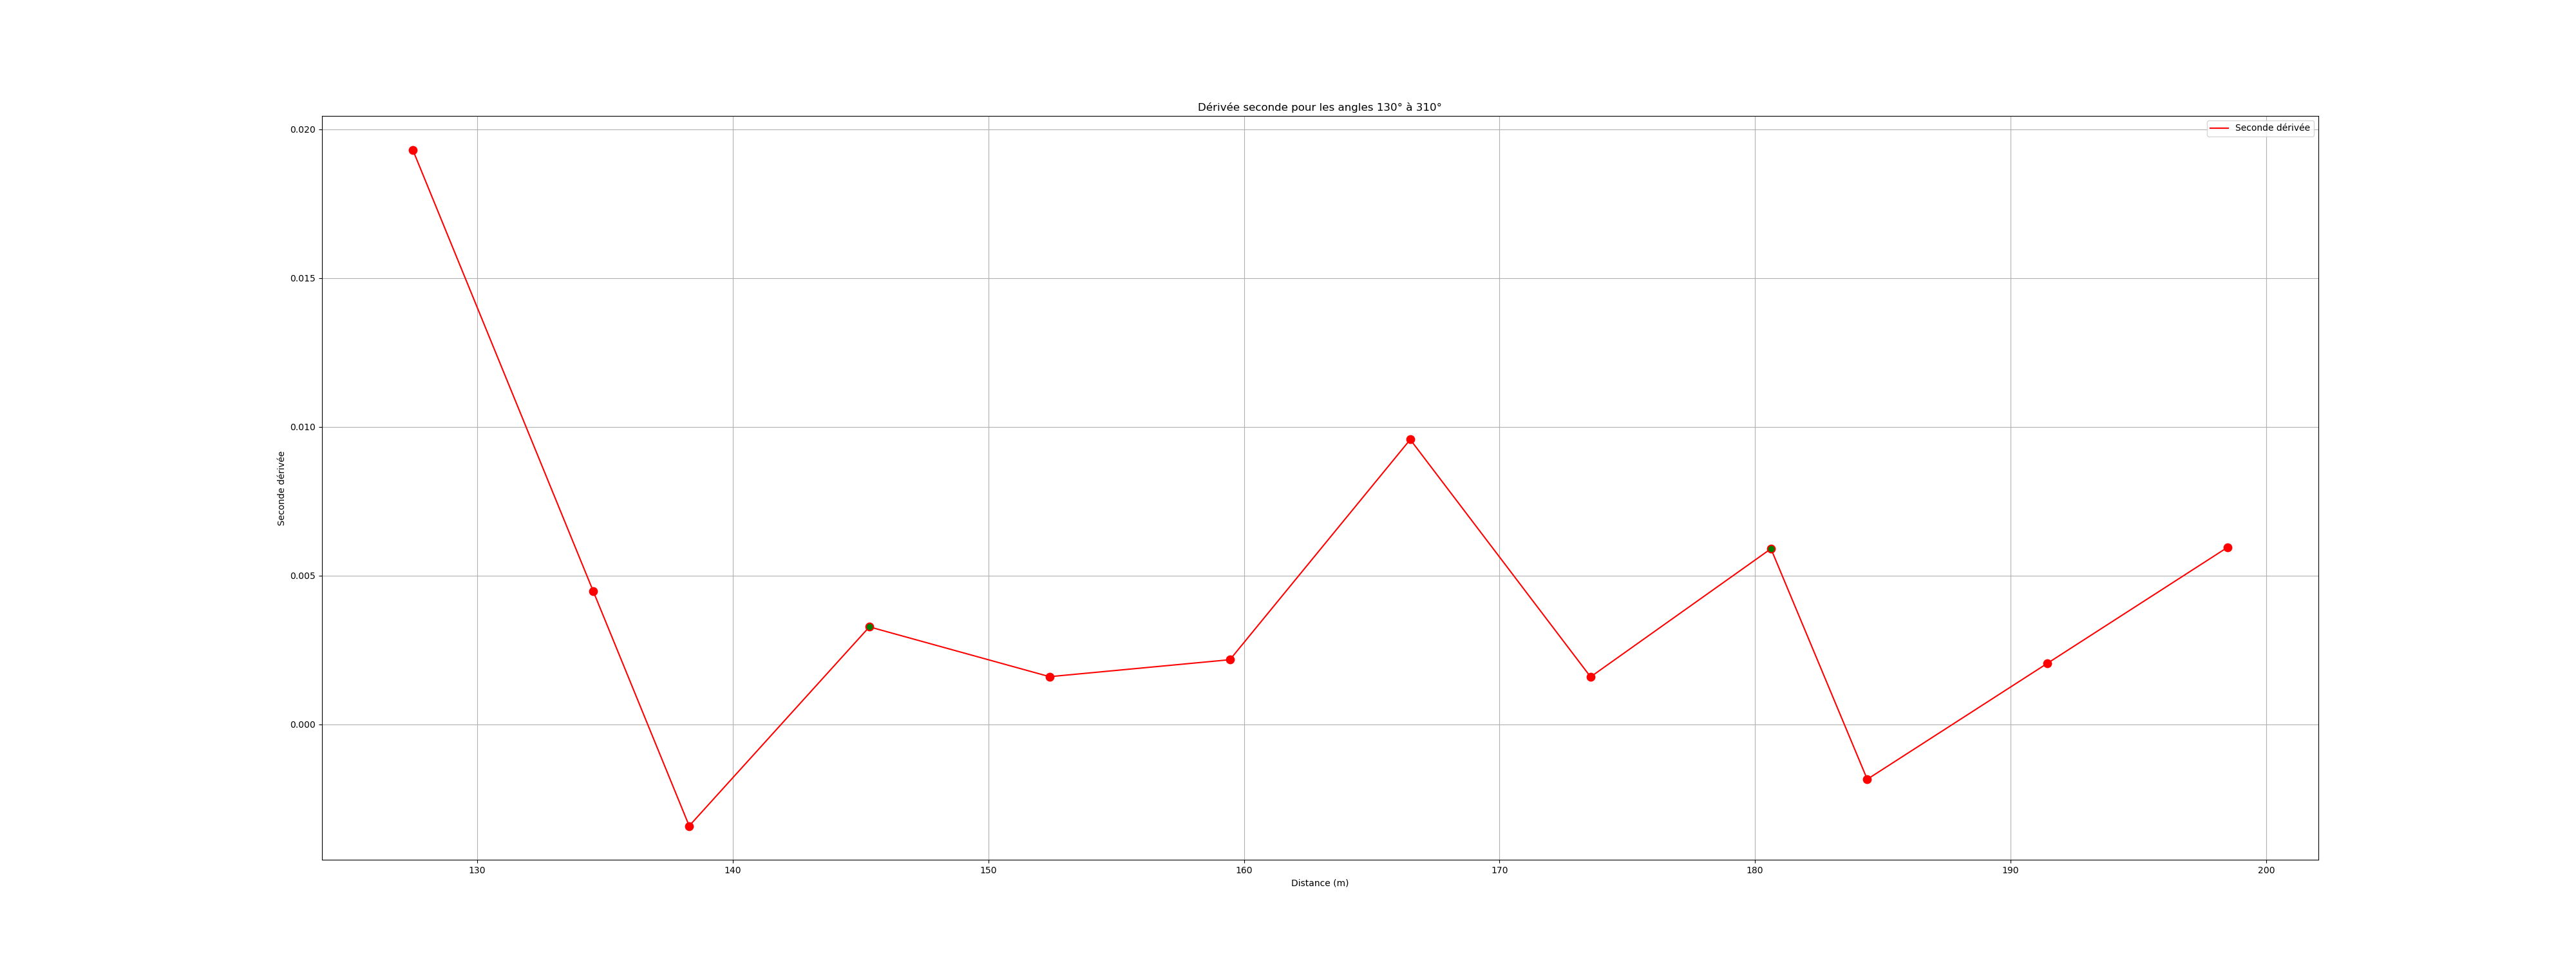 Dérivée seconde pour les angles 130° à 310°
Seconde dérivée
0.020
0.015
0.010
0.005
0.000
Seconde dérivée
130 140 150 160 170 180 190 200
Distance (m)